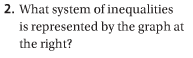 2. What system of inequalities
is represented by the graph at
the right?